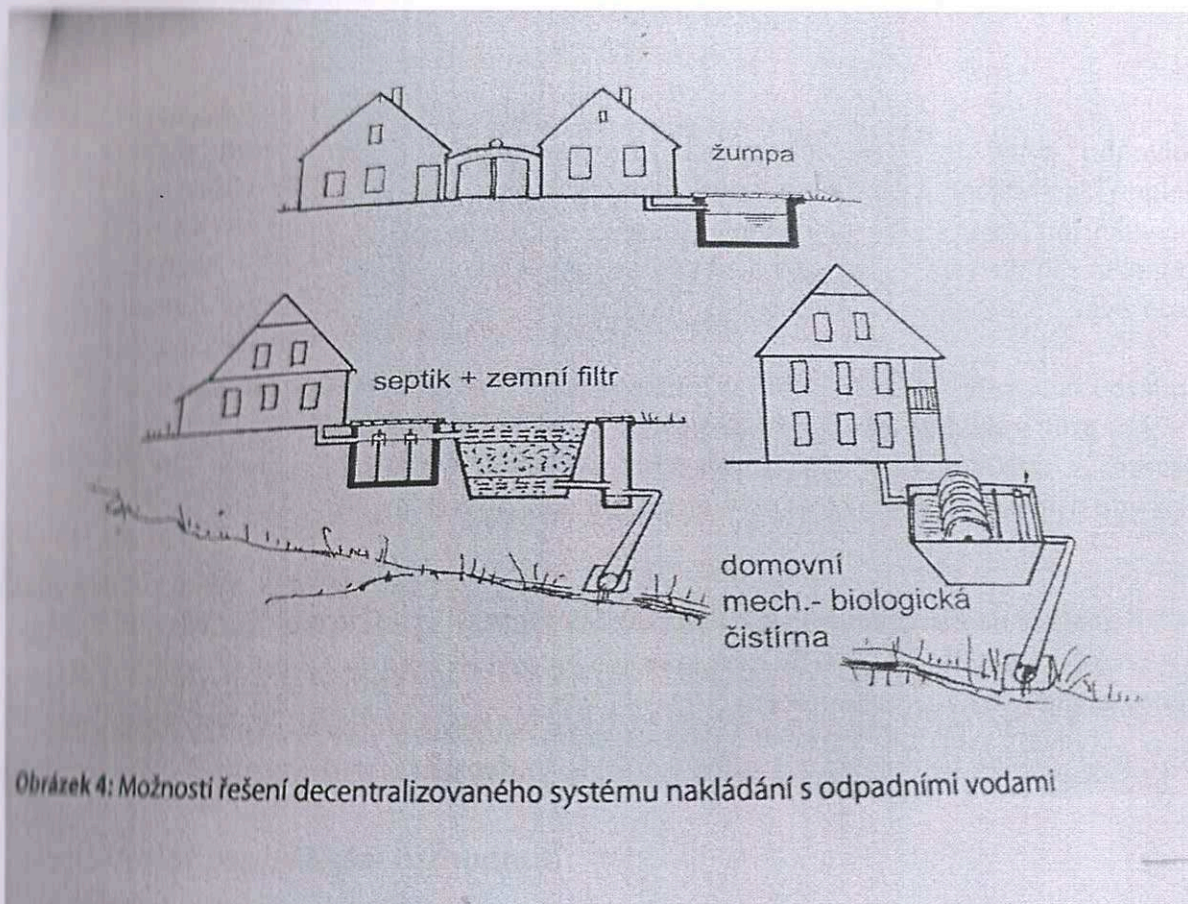 žumpa
septik + zemní filtr
domovní
mech.- biologická
čistírna
Obrázek 4: Možnosti řešení decentralizovaného systému nakládání s odpadními vodami